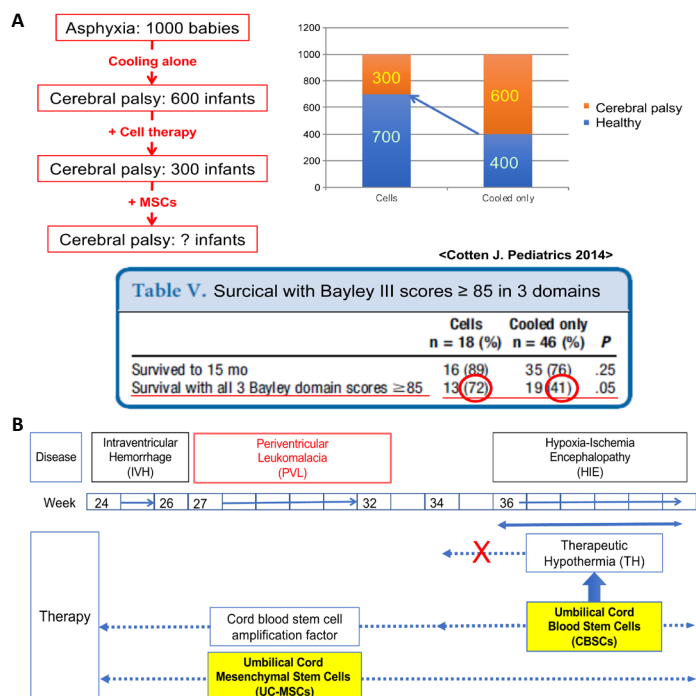 A
Asphyxia: 1000 babies
Cooling alone
Cerebral palsy: 600 infants
+ Cell therapy
Cerebral palsy: 300 infants
+ MSCs
Cerebral palsy: ? infants
1200
1000
800
600
400
200
0
300
700
600
400
Cells
Cooled only
Cerebral palsy
Healthy
<Cotten J. Pediatrics 2014>
Table V. Surcical with Bayley III scores ≥ 85 in 3 domains
Cells Cooled only
n = 18 (%) n = 46 (%) P
Survived to 15 mo 16 (89) 35 (76) .25
Survival with all 3 Bayley domain scores ≥85 13 (72) 19 (41) .05
B
Disease
Intraventricular
Hemorrhage
(IVH)
Periventricular
Leukomalacia
(PVL)
Hypoxia-Ischemia
Encephalopathy
(HIE)
Week 24 26 27 32 34 36
X
Therapeutic
Hypothermia (TH)
Therapy
Cord blood stem cell
amplification factor
Umbilical Cord
Blood Stem Cells
(CBSCs)
Umbilical Cord
Mesenchymal Stem Cells
(UC-MSCs)